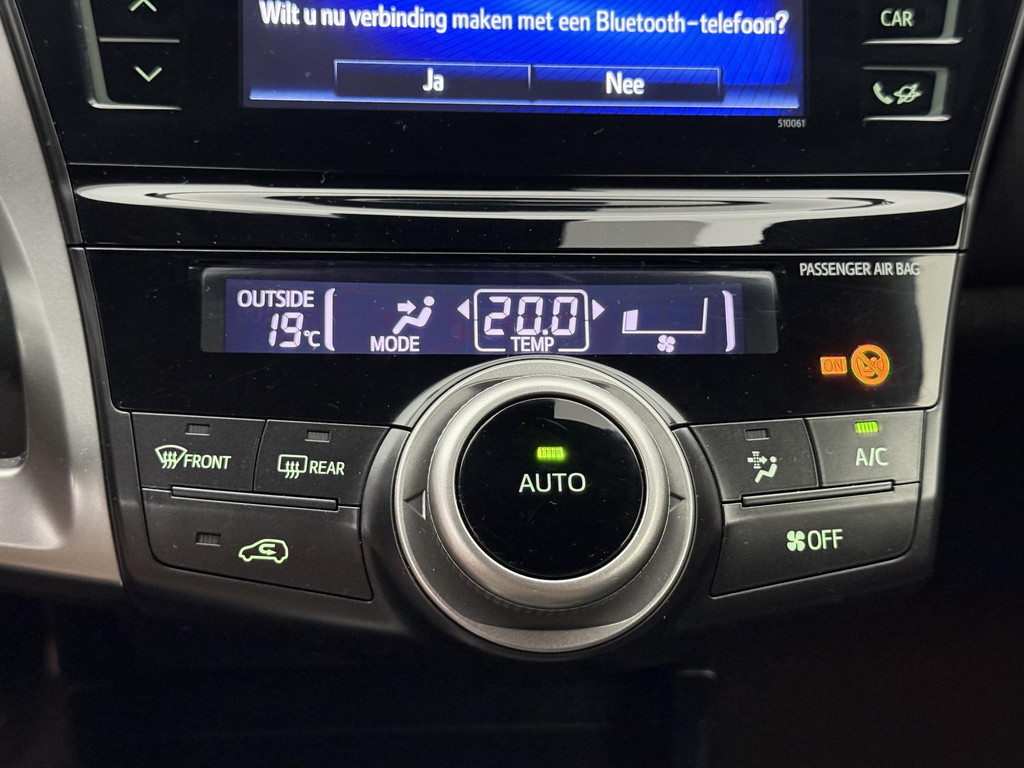 Wilt u nu verbinding maken met een Bluetooth-telefoon?
Ja
Nee
CAR
510061
PASSENGER AIR BAG
OUTSIDE
19°C
MODE
20.0
TEMP
ON
FRONT
REAR
AUTO
A/C
OFF